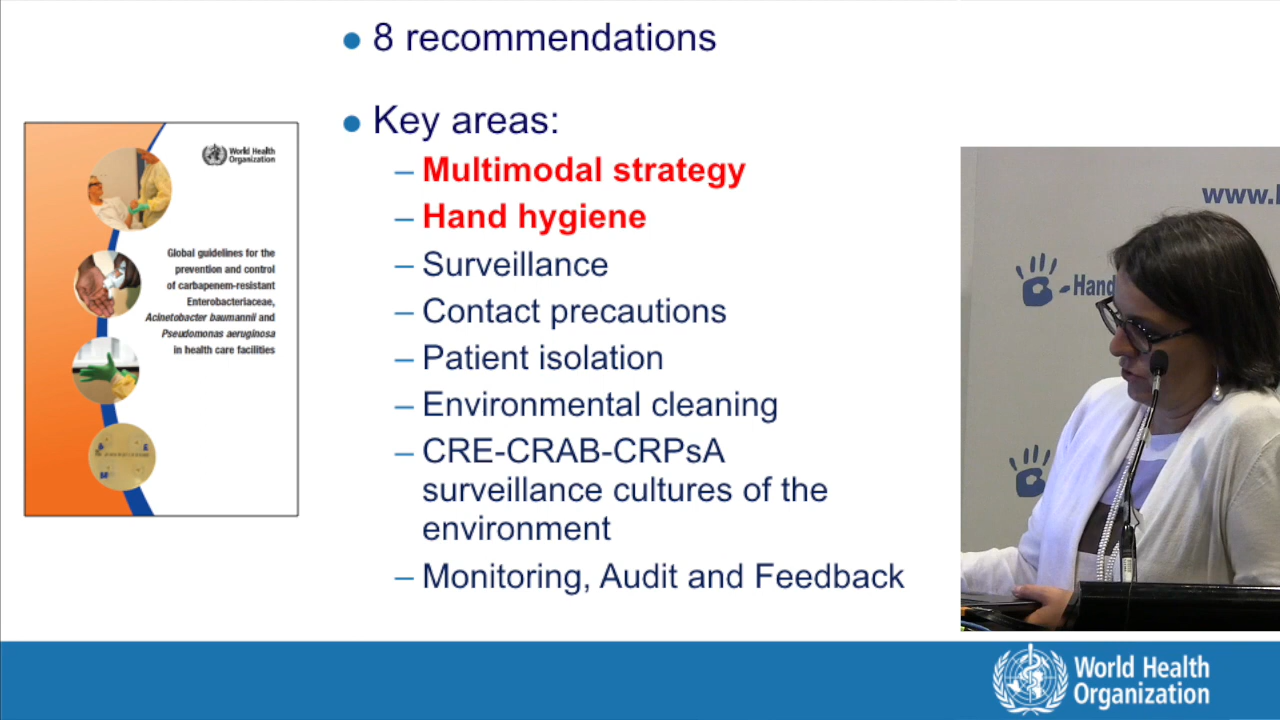 • 8 recommendations
• Key areas:
– Multimodal strategy
– Hand hygiene
– Surveillance
– Contact precautions
– Patient isolation
– Environmental cleaning
– CRE-CRAB-CRPsA
surveillance cultures of the
environment
– Monitoring, Audit and Feedback
World Health
Organization
Global guidelines for the
prevention and control
of carbapenem-resistant
Enterobacteriaceae,
Acinetobacter baumannii and
Pseudomonas aeruginosa
in health care facilities
www.
-Hand
World Health
Organization